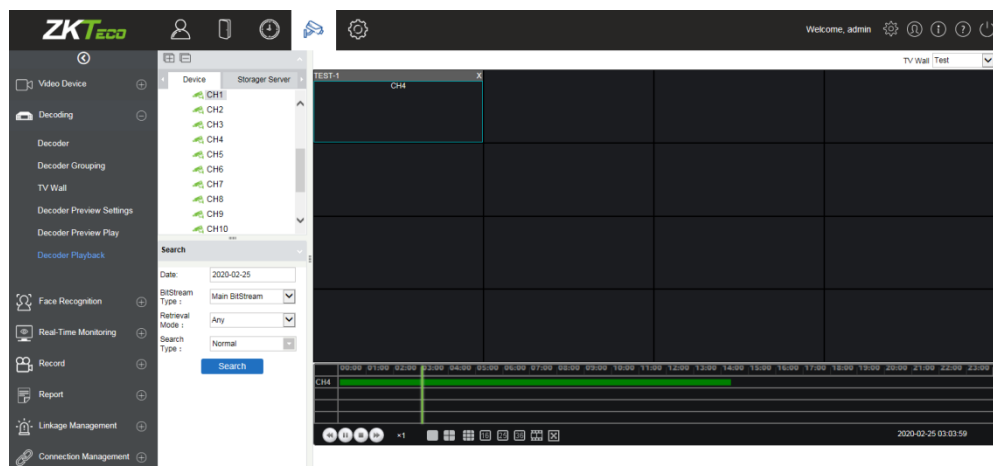 ZKTeco
Welcome, admin
TV Wall Test
Video Device
Decoding
Decoder
Decoder Grouping
TV Wall
Decoder Preview Settings
Decoder Preview Play
Decoder Playback
Face Recognition
Real-Time Monitoring
Record
Report
Linkage Management
Connection Management
Device Storager Server
CH1
CH2
CH3
CH4
CH5
CH6
CH7
CH8
CH9
CH10
Search
Date: 2020-02-25
BitStream
Type : Main BitStream
Retrieval
Mode : Any
Search
Type : Normal
Search
TEST-1 X
CH4
00:00 01:00 02:00 03:00 04:00 05:00 06:00 07:00 08:00 09:00 10:00 11:00 12:00 13:00 14:00 15:00 16:00 17:00 18:00 19:00 20:00 21:00 22:00 23:00
CH4
×1 16 25 36 2020-02-25 03:03:59